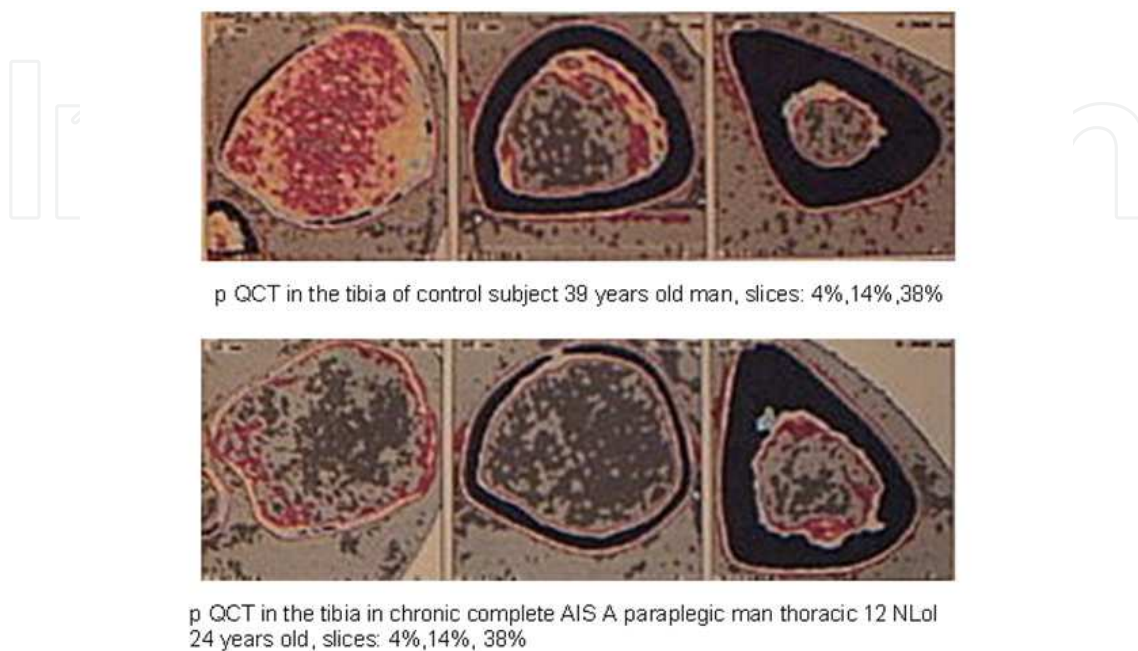 p QCT in the tibia of control subject 39 years old man, slices: 4%,14%,38%
p QCT in the tibia in chronic complete AIS A paraplegic man thoracic 12 NLoI
24 years old, slices: 4%,14%, 38%